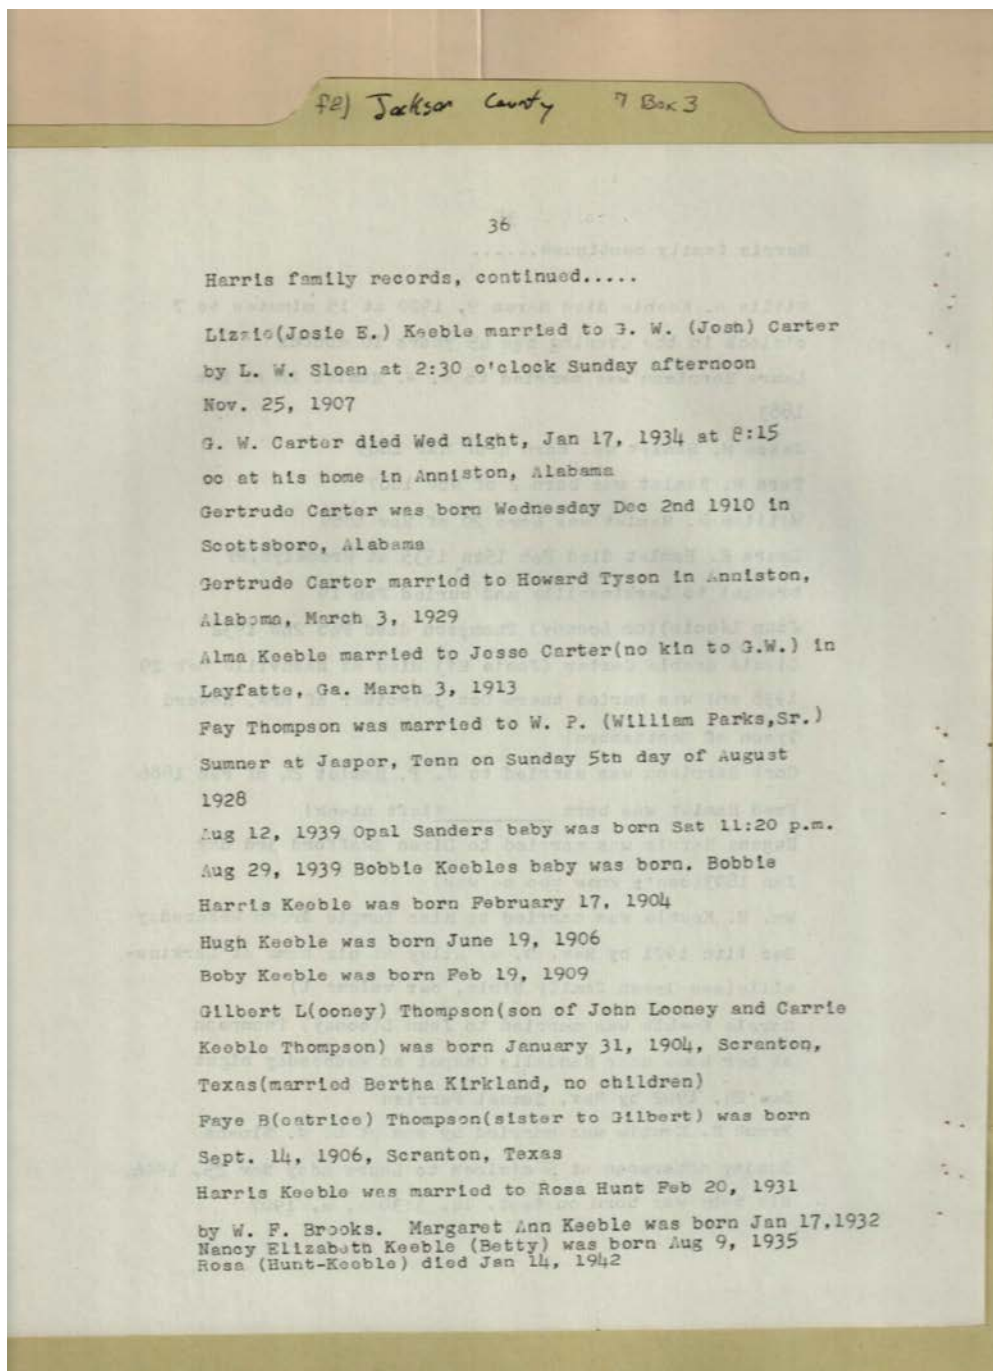 f2) Jackson County 7 Box 3
36
Harris family records, continued.....
Lizzie(Josie E.) Keeble married to G. W. (Josh) Carter
by L. W. Sloan at 2:30 o'clock Sunday afternoon
Nov. 25, 1907
G. W. Carter died Wed night, Jan 17, 1934 at 8:15
oc at his home in Anniston, Alabama
Gertrude Carter was born Wednesday Dec 2nd 1910 in
Scottsboro, Alabama
Gertrude Carter married to Howard Tyson in Anniston,
Alabama, March 3, 1929
Alma Keeble married to Jesse Carter(no kin to G.W.) in
Layfatte, Ga. March 3, 1913
Fay Thompson was married to W. P. (William Parks,Sr.)
Sumner at Jasper, Tenn on Sunday 5th day of August
1928
Aug 12, 1939 Opal Sanders baby was born Sat 11:20 p.m.
Aug 29, 1939 Bobbie Keebles baby was born. Bobbie
Harris Keeble was born February 17, 1904
Hugh Keeble was born June 19, 1906
Boby Keeble was born Feb 19, 1909
Gilbert L(ooney) Thompson(son of John Looney and Carrie
Keeble Thompson) was born January 31, 1904, Scranton,
Texas(married Bertha Kirkland, no children)
Faye B(eatrice) Thompson(sister to Gilbert) was born
Sept. 14, 1906, Scranton, Texas
Harris Keeble was married to Rosa Hunt Feb 20, 1931
by W. F. Brooks. Margaret Ann Keeble was born Jan 17,1932
Nancy Elizabeth Keeble (Betty) was born Aug 9, 1935
Rosa (Hunt-Keeble) died Jan 14, 1942